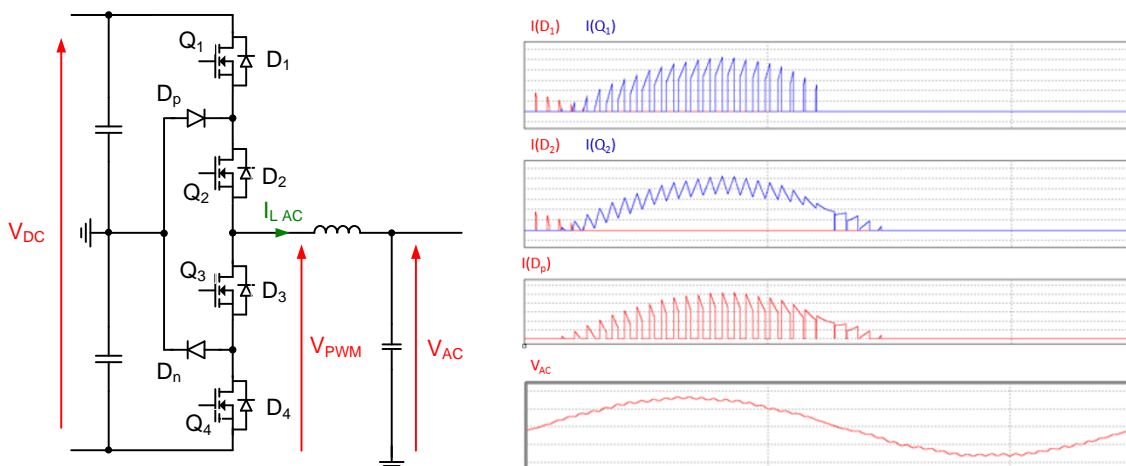 Q1
D1
Dp
Q2
D2
IL AC
VDC
Q3
D3
VPWM
VAC
Dn
Q4
D4
I(D1) I(Q1)
I(D2) I(Q2)
I(Dp)
VAC